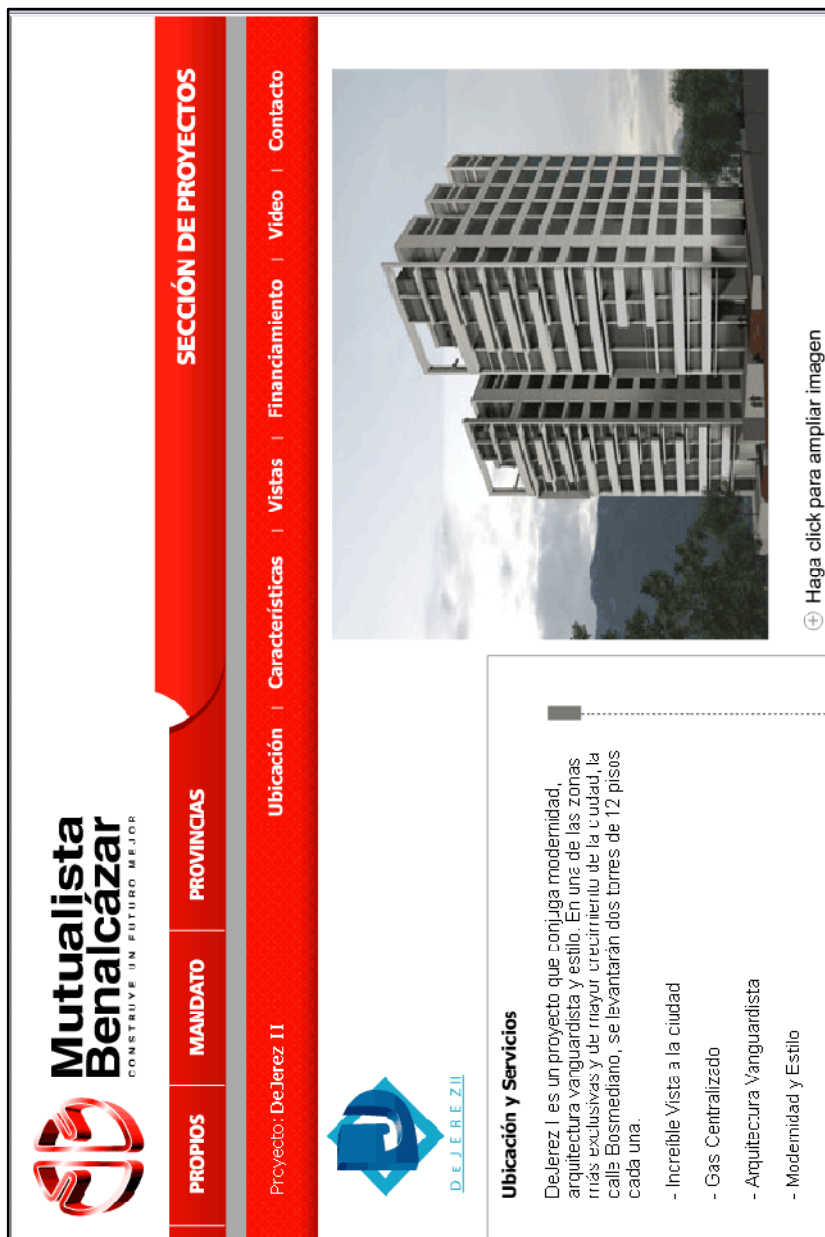 Mutualista
Benalcázar
CONSTRUYE UN FUTURO MEJOR
SECCIÓN DE PROYECTOS
PROPIOS
MANDATO
PROVINCIAS
Proyecto: DeJerez II
Ubicación | Características | Vistas | Financiamiento | Video | Contacto
DEJEREZII
Ubicación y Servicios
DeJerez I es un proyecto que conjuga modernidad,
arquitectura vanguardista y estilo. En una de las zonas
más exclusivas y de mayor crecimiento de la ciudad, la
calle Bosmediano, se levantarán dos torres de 12 pisos
cada una.
- Increíble Vista a la ciudad
- Gas Centralizado
- Arquitectura Vanguardista
- Modernidad y Estilo
Haga click para ampliar imagen